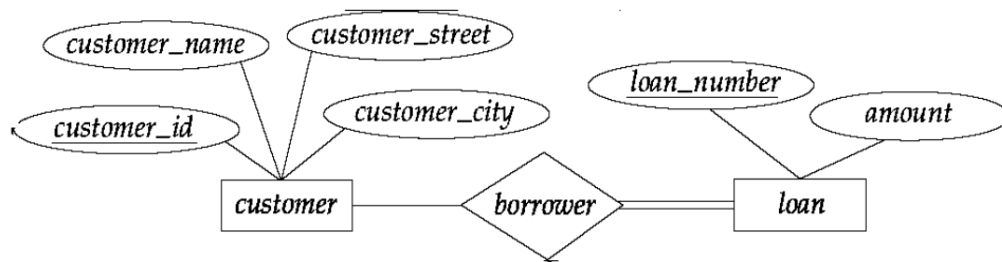 customer_name
customer_street
customer_id
customer_city
loan_number
amount
customer
borrower
loan